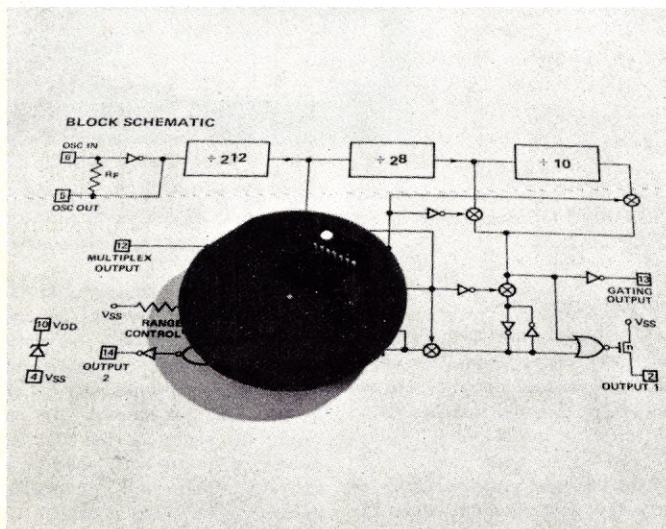 BLOCK SCHEMATIC
OSC IN
6
RF
5
OSC OUT
÷ 2¹²
÷ 2⁸
÷ 10
12
MULTIPLEX
OUTPUT
13
GATING
OUTPUT
VSS
RANGE
CONTROL
10 VDD
4 VSS
14
OUTPUT
2
VSS
n
2
OUTPUT 1